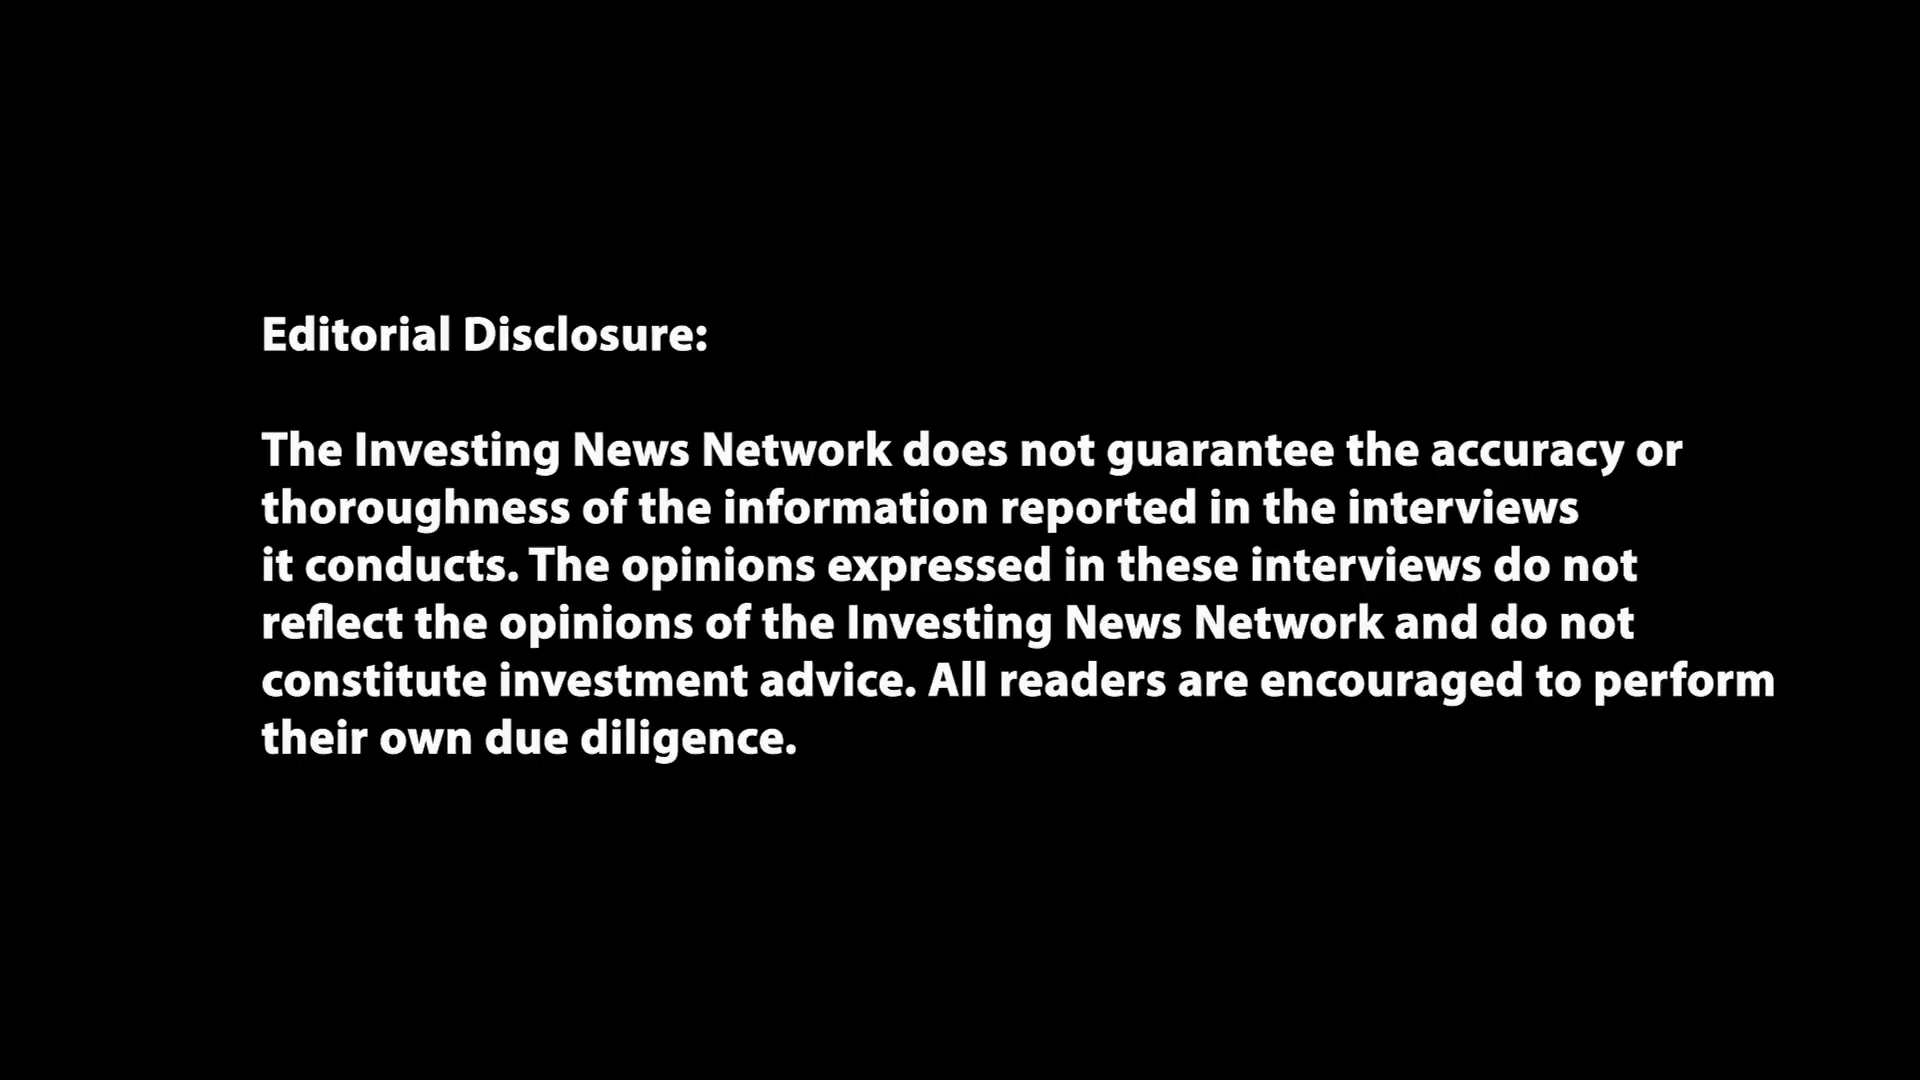 Editorial Disclosure:
The Investing News Network does not guarantee the accuracy or
thoroughness of the information reported in the interviews
it conducts. The opinions expressed in these interviews do not
reflect the opinions of the Investing News Network and do not
constitute investment advice. All readers are encouraged to perform
their own due diligence.